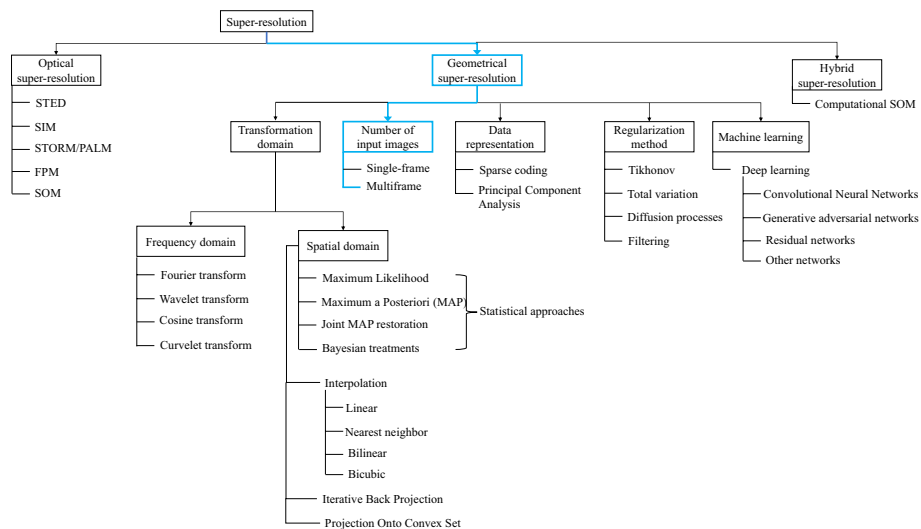 Super-resolution
Optical
super-resolution
STED
SIM
STORM/PALM
FPM
SOM
Geometrical
super-resolution
Hybrid
super-resolution
Computational SOM
Transformation
domain
Number of
input images
Single-frame
Multiframe
Data
representation
Sparse coding
Principal Component
Analysis
Regularization
method
Tikhonov
Total variation
Diffusion processes
Filtering
Machine learning
Deep learning
Convolutional Neural Networks
Generative adversarial networks
Residual networks
Other networks
Frequency domain
Fourier transform
Wavelet transform
Cosine transform
Curvelet transform
Spatial domain
Maximum Likelihood
Maximum a Posteriori (MAP)
Joint MAP restoration
Bayesian treatments
Statistical approaches
Interpolation
Linear
Nearest neighbor
Bilinear
Bicubic
Iterative Back Projection
Projection Onto Convex Set